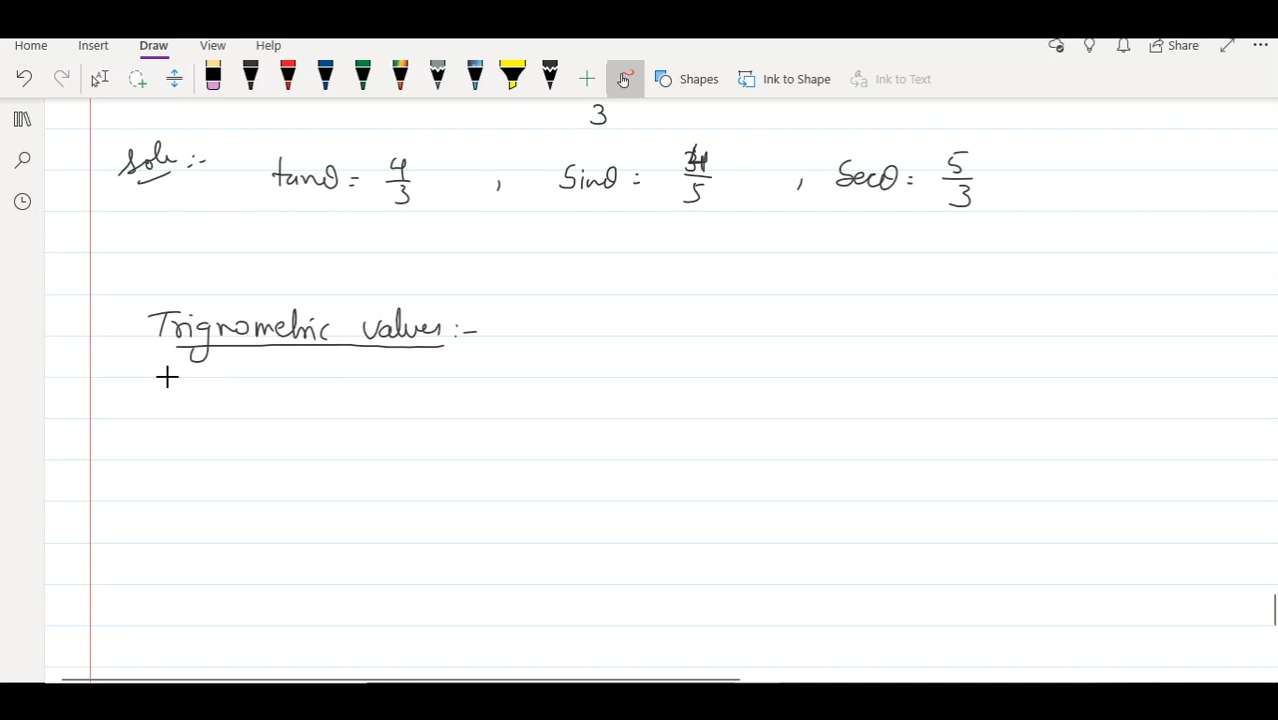 Home Insert Draw View Help Share
Shapes Ink to Shape Ink to Text
3
Soln :- tanθ = 4/3 , Sinθ = 4/5 , Secθ = 5/3
Trignometric values :-